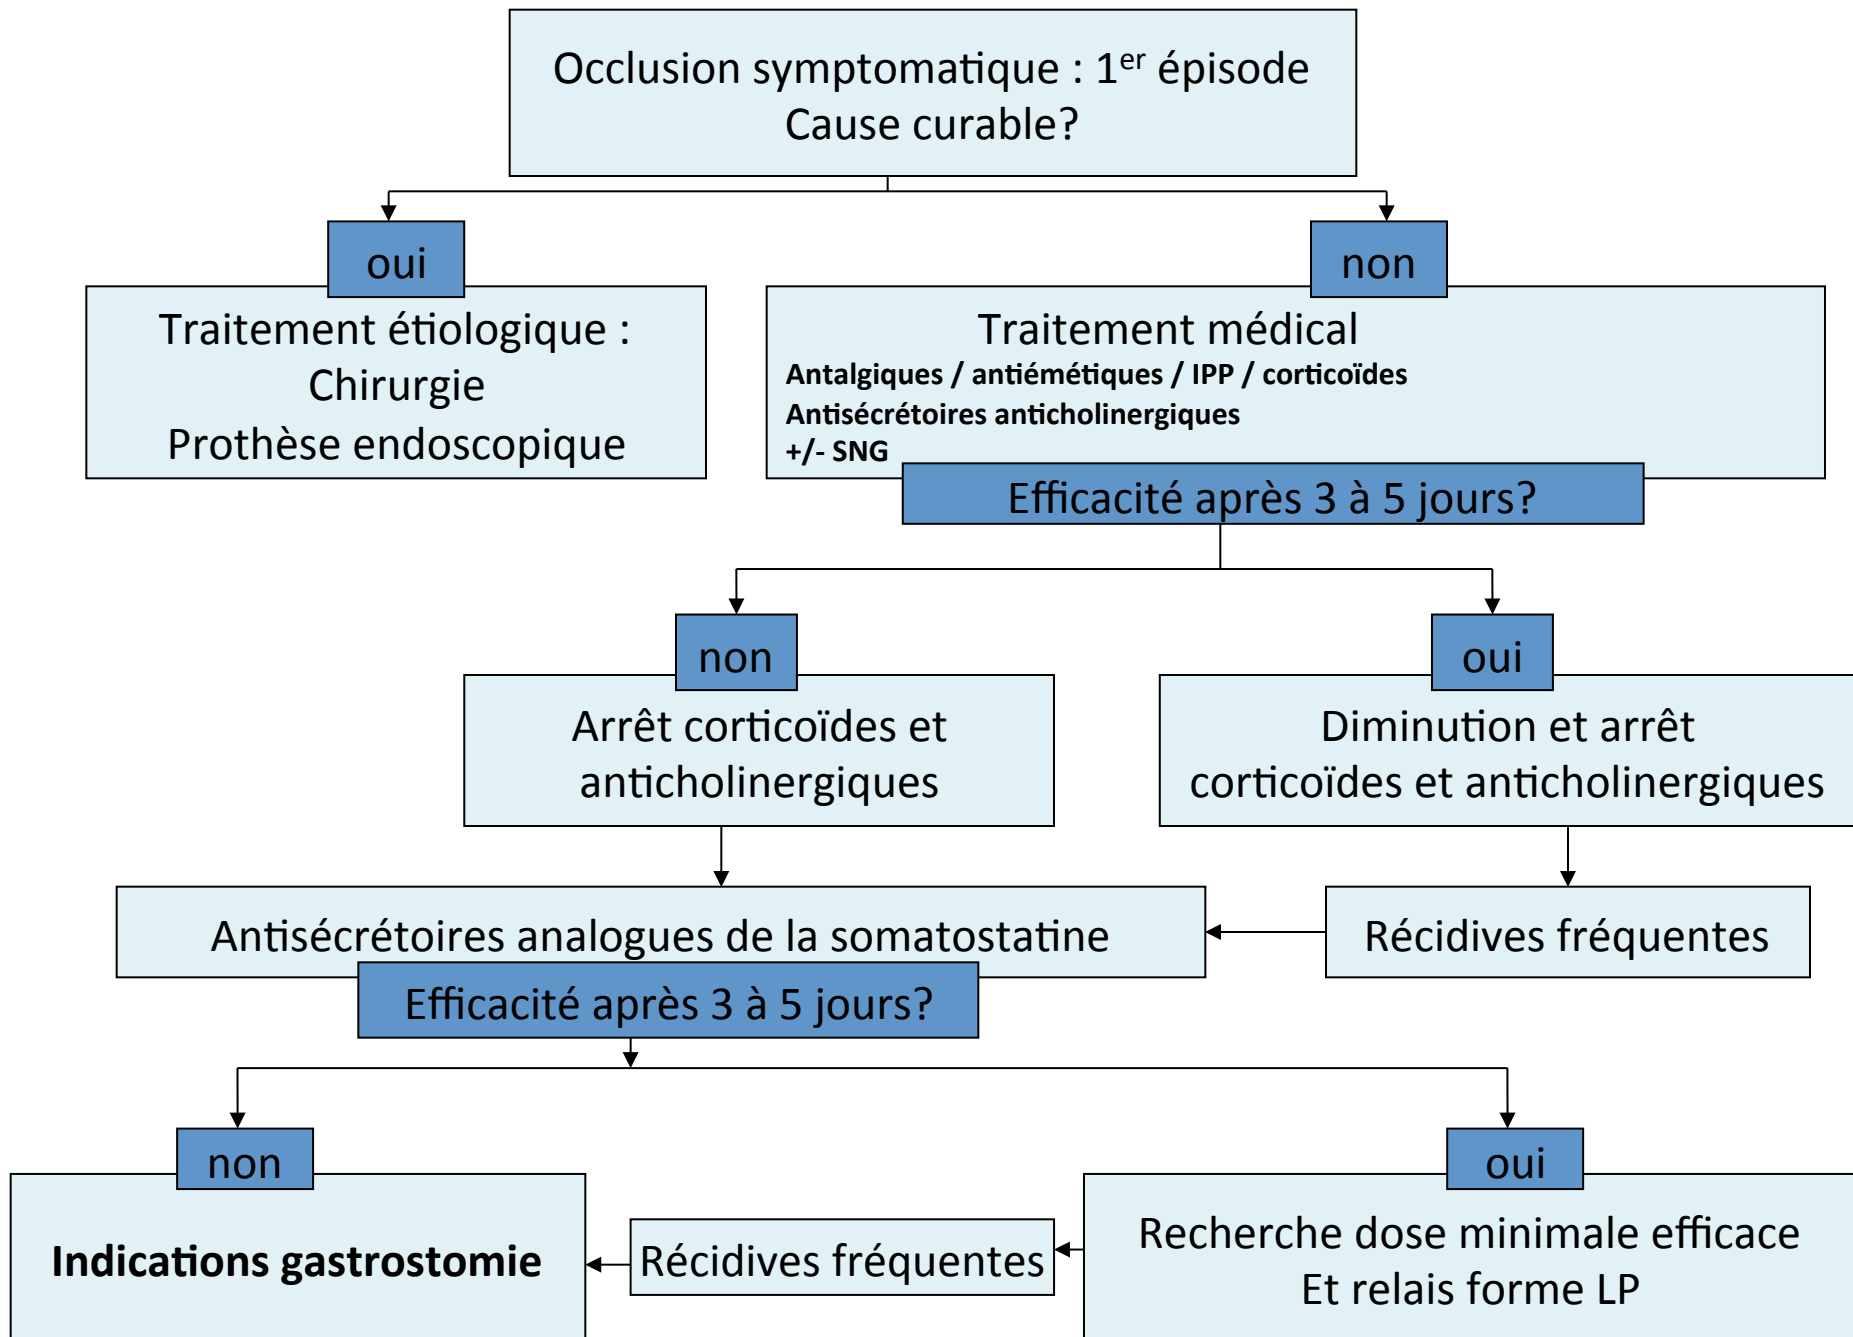 Occlusion symptomatique : 1er épisode
Cause curable?
oui
non
Traitement étiologique :
Chirurgie
Prothèse endoscopique
Traitement médical
Antalgiques / antiémétiques / IPP / corticoïdes
Antisécrétoires anticholinergiques
+/- SNG
Efficacité après 3 à 5 jours?
non
oui
Arrêt corticoïdes et
anticholinergiques
Diminution et arrêt
corticoïdes et anticholinergiques
Antisécrétoires analogues de la somatostatine
Récidives fréquentes
Efficacité après 3 à 5 jours?
non
oui
Indications gastrostomie
Récidives fréquentes
Recherche dose minimale efficace
Et relais forme LP